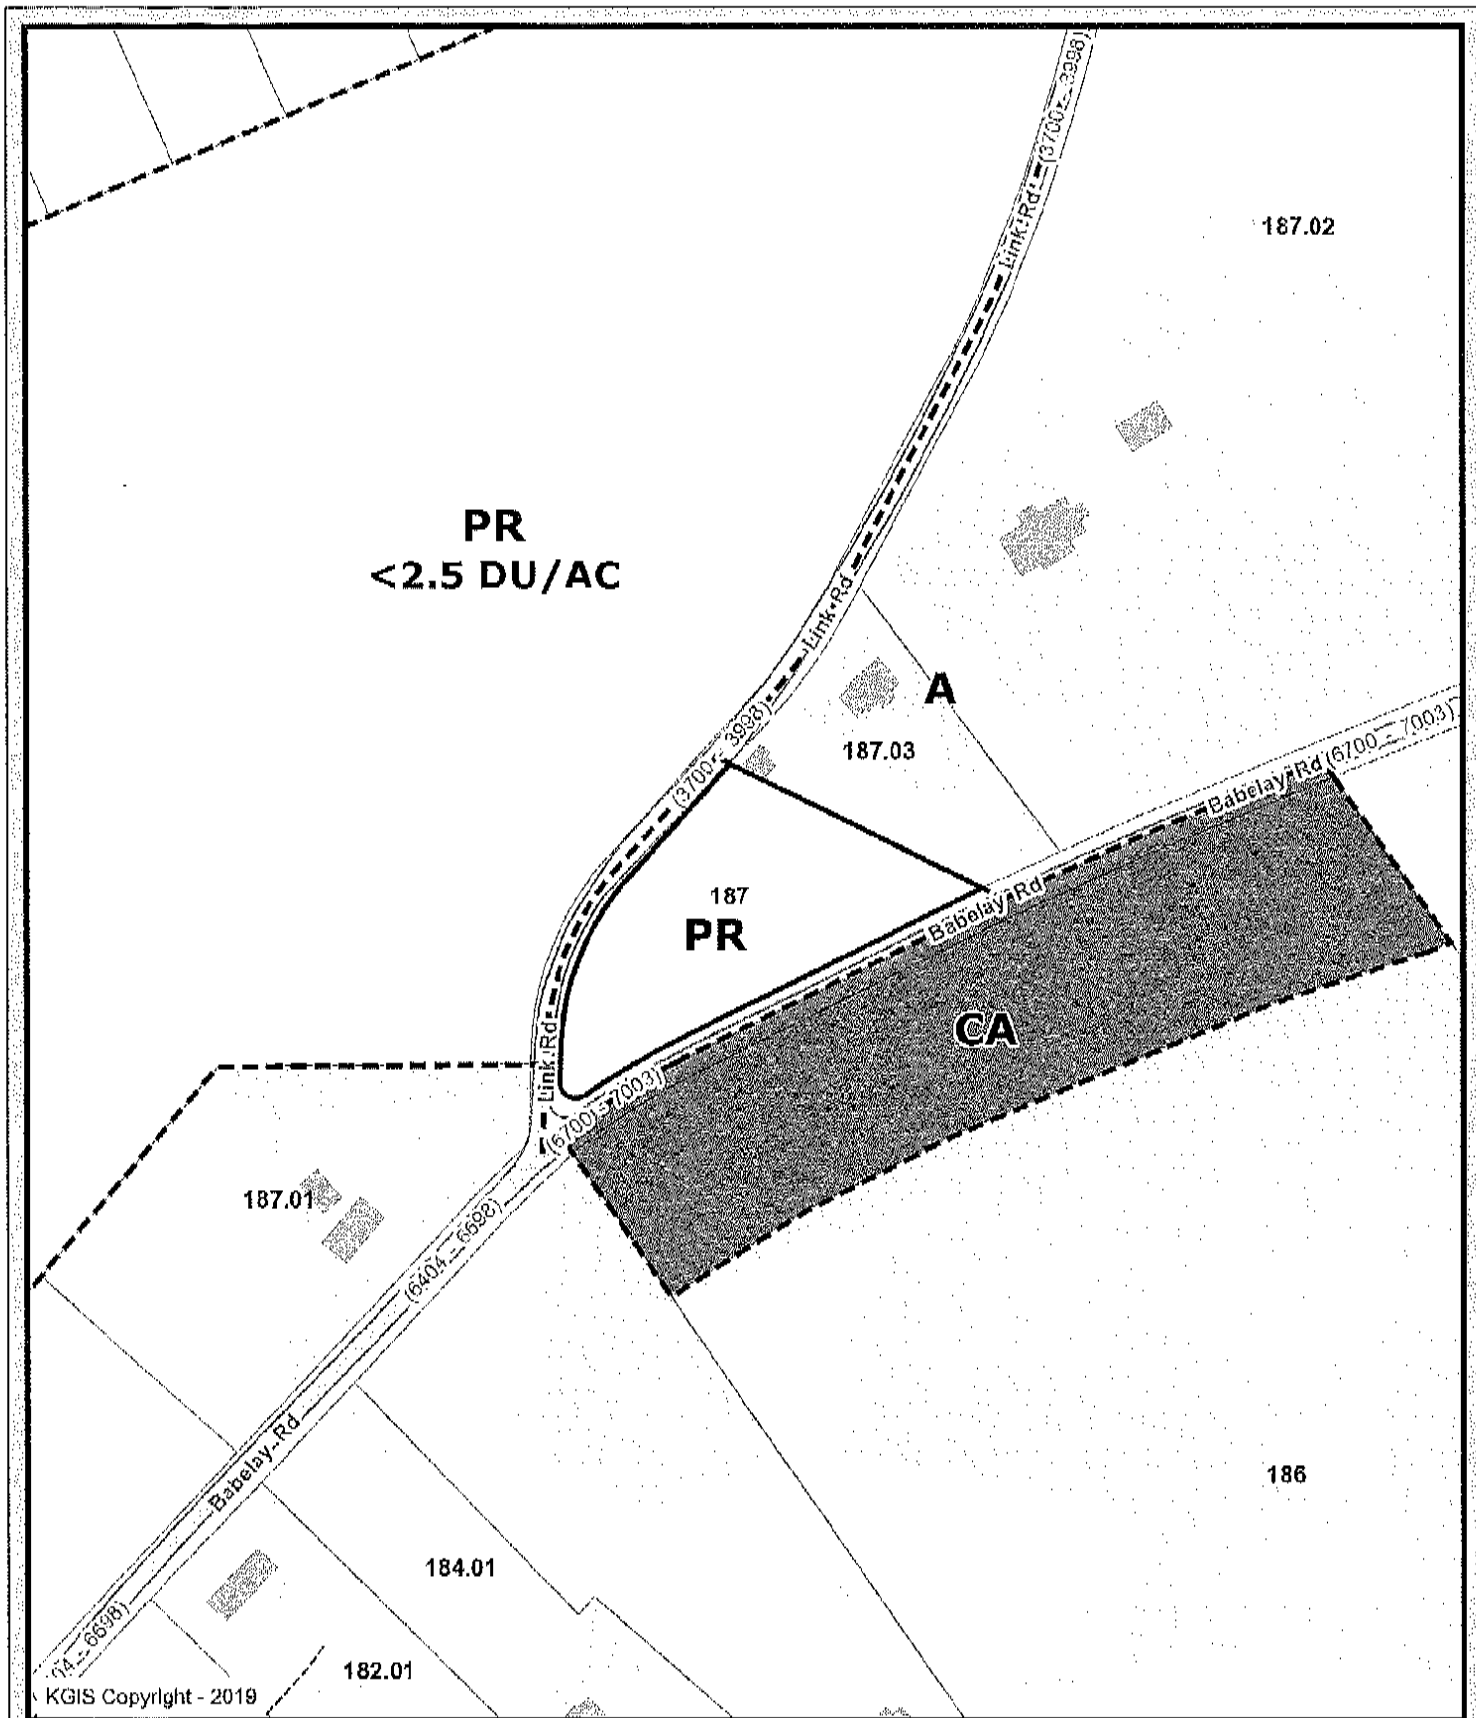 (3700 - 3998)
Link Rd
187.02
PR
<2.5 DU/AC
Link Rd
A
187.03
(3700 - 3998)
(6700 - 7003)
Babelay Rd
187
PR
Babelay Rd
CA
Link Rd
(6700 - 7003)
187.01
(6404 - 6698)
Babelay Rd
186
184.01
04 - 6698)
182.01
KGIS Copyright - 2019